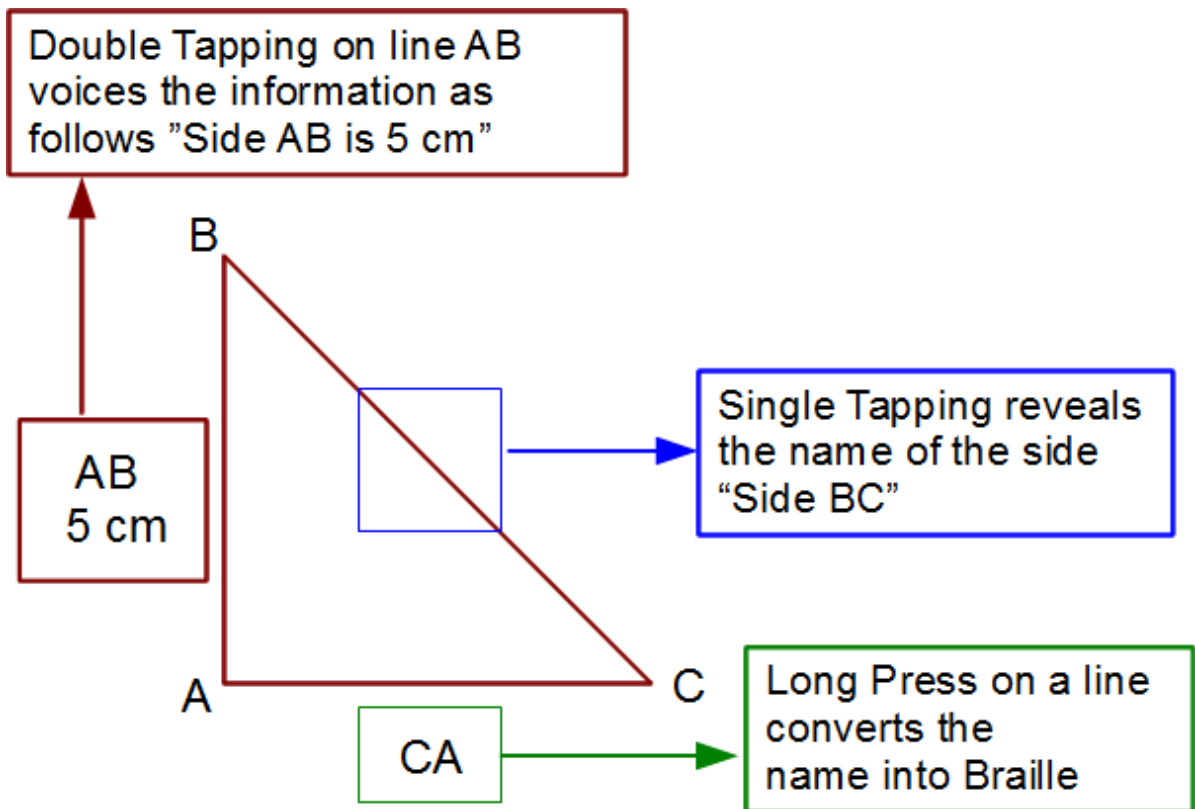 Double Tapping on line AB
voices the information as
follows ”Side AB is 5 cm”
B
AB
5 cm
Single Tapping reveals
the name of the side
“Side BC”
A
C
CA
Long Press on a line
converts the
name into Braille